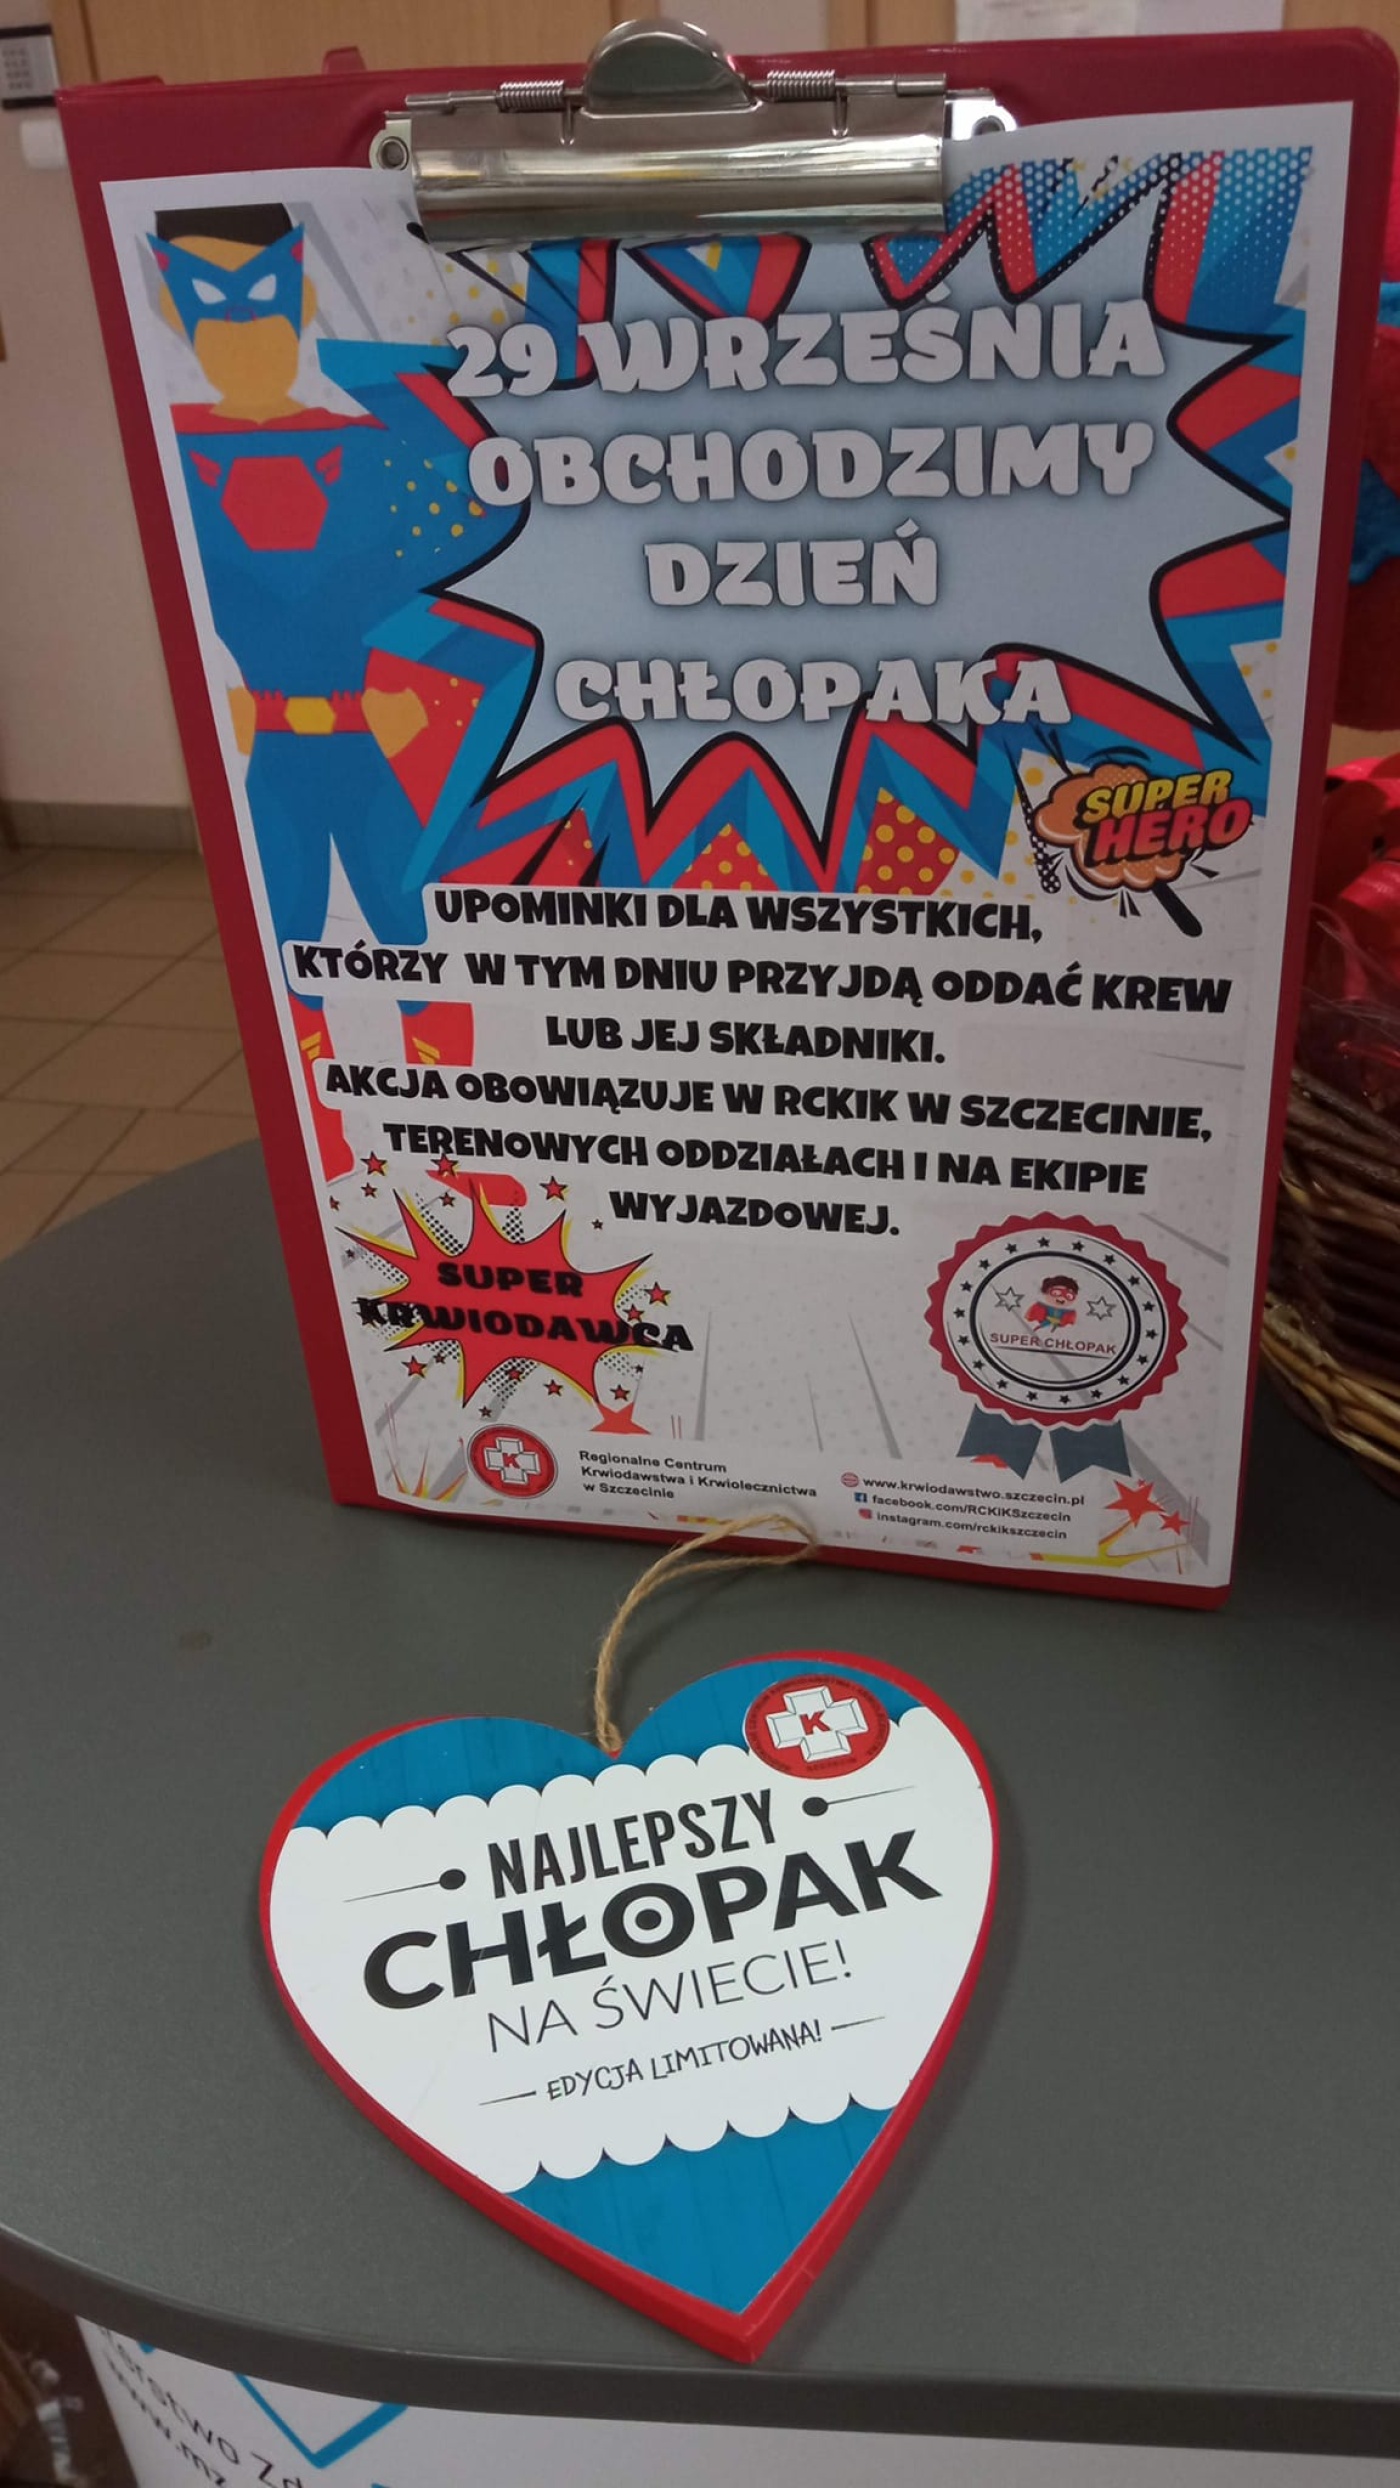 29 WRZEŚNIA
OBCHODZIMY
DZIEŃ
CHŁOPAKA
SUPER
HERO
UPOMINKI DLA WSZYSTKICH,
KTÓRZY W TYM DNIU PRZYJDĄ ODDAĆ KREW
LUB JEJ SKŁADNIKI.
AKCJA OBOWIĄZUJE W RCKIK W SZCZECINIE,
TERENOWYCH ODDZIAŁACH I NA EKIPIE
WYJAZDOWEJ.
SUPER
KRWIODAWCA
SUPER CHŁOPAK
K
Regionalne Centrum
Krwiodawstwa i Krwiolecznictwa
w Szczecinie
www.krwiodawstwo.szczecin.pl
facebook.com/RCKiKSzczecin
instagram.com/rckikszczecin
K
NAJLEPSZY
CHŁOPAK
NA ŚWIECIE!
EDYCJA LIMITOWANA!